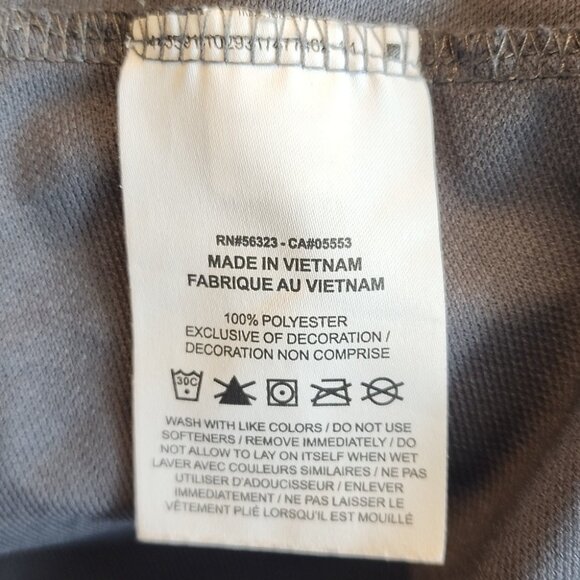 RN#56323 - CA#05553
MADE IN VIETNAM
FABRIQUE AU VIETNAM
100% POLYESTER
EXCLUSIVE OF DECORATION /
DECORATION NON COMPRISE
30C
WASH WITH LIKE COLORS / DO NOT USE
SOFTENERS / REMOVE IMMEDIATELY / DO
NOT ALLOW TO LAY ON ITSELF WHEN WET
LAVER AVEC COULEURS SIMILAIRES / NE PAS
UTILISER D'ADOUCISSEUR / ENLEVER
IMMEDIATEMENT / NE PAS LAISSER LE
VÊTEMENT PLIÉ LORSQU'IL EST MOUILLÉ